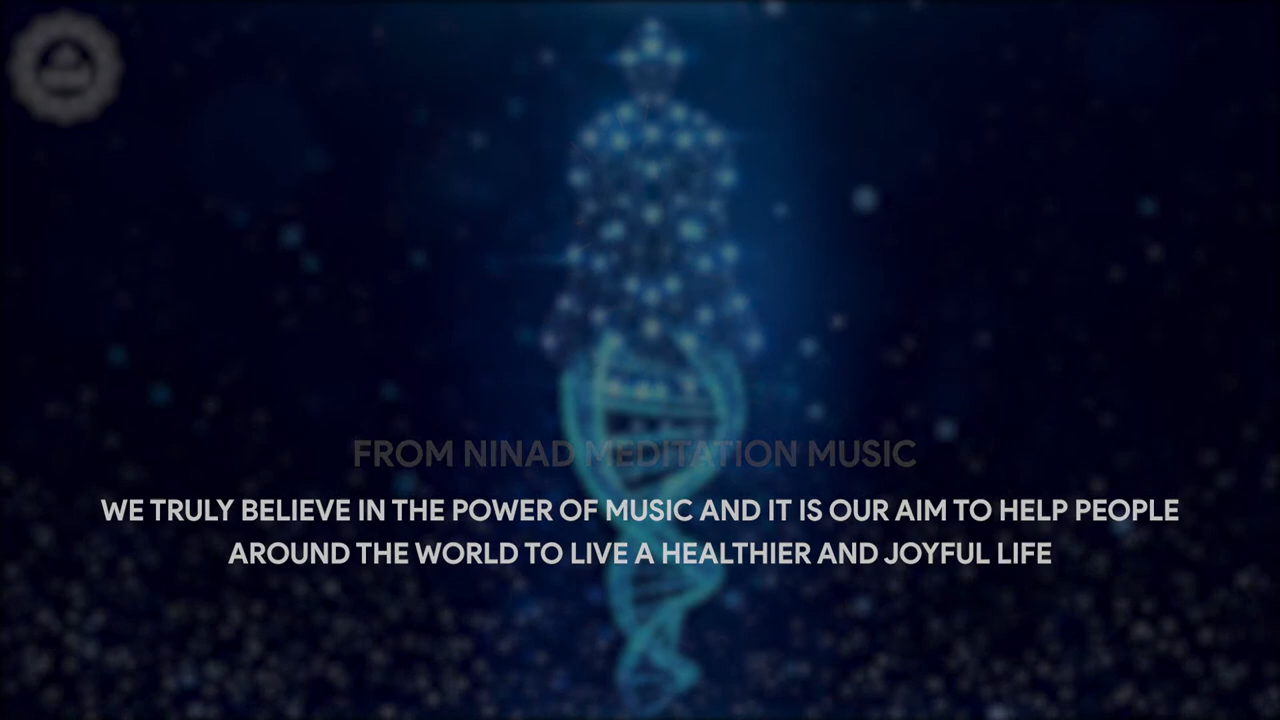 FROM NINAD MEDITATION MUSIC
WE TRULY BELIEVE IN THE POWER OF MUSIC AND IT IS OUR AIM TO HELP PEOPLE
AROUND THE WORLD TO LIVE A HEALTHIER AND JOYFUL LIFE